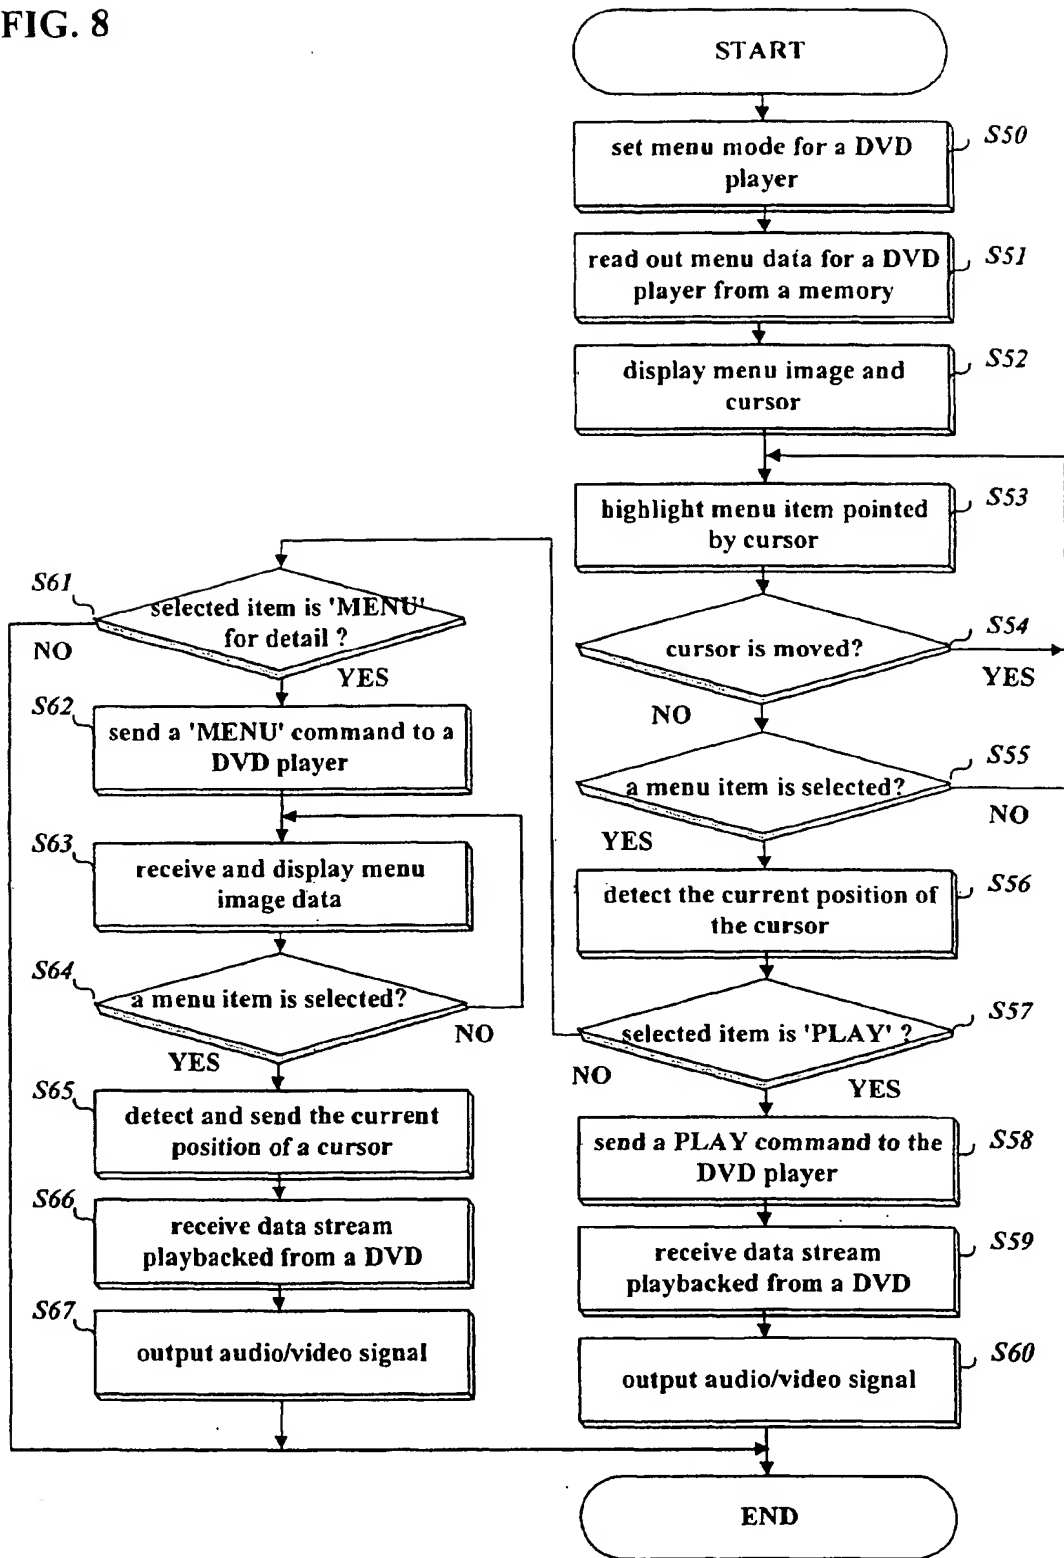 FIG. 8
START
set menu mode for a DVD
player
S50
read out menu data for a DVD
player from a memory
S51
display menu image and
cursor
S52
highlight menu item pointed
by cursor
S53
cursor is moved?
S54
YES
NO
a menu item is selected?
S55
NO
YES
detect the current position of
the cursor
S56
selected item is 'PLAY' ?
S57
NO
YES
send a PLAY command to the
DVD player
S58
receive data stream
playbacked from a DVD
S59
output audio/video signal
S60
S61
selected item is 'MENU'
for detail ?
NO
YES
S62
send a 'MENU' command to a
DVD player
S63
receive and display menu
image data
S64
a menu item is selected?
NO
YES
S65
detect and send the current
position of a cursor
S66
receive data stream
playbacked from a DVD
S67
output audio/video signal
END